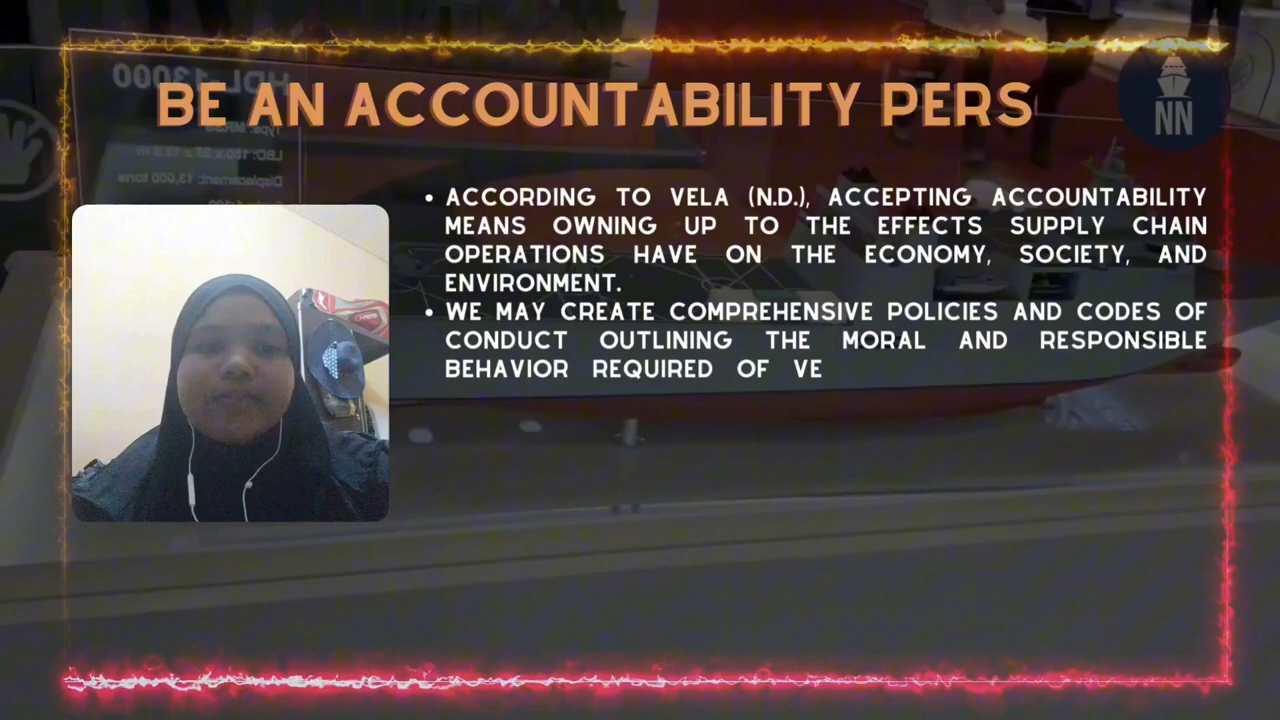 BE AN ACCOUNTABILITY PERS
NN
HDL-13000
• ACCORDING TO VELA (N.D.), ACCEPTING ACCOUNTABILITY
MEANS OWNING UP TO THE EFFECTS SUPPLY CHAIN
OPERATIONS HAVE ON THE ECONOMY, SOCIETY, AND
ENVIRONMENT.
• WE MAY CREATE COMPREHENSIVE POLICIES AND CODES OF
CONDUCT OUTLINING THE MORAL AND RESPONSIBLE
BEHAVIOR REQUIRED OF VE